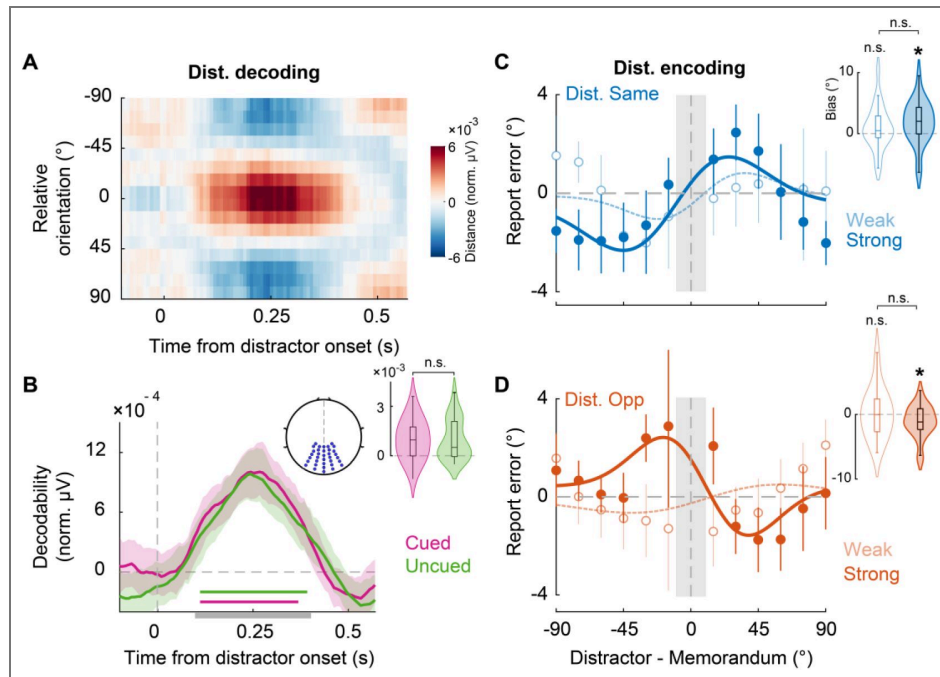 A
Dist. decoding
-90
-45
0
45
90
Relative
orientation (°)
0
0.25
0.5
Time from distractor onset (s)
×10⁻³
6
0
-6
Distance (norm. µV)
B
×10⁻⁴
12
6
0
Decodability
(norm. µV)
0
0.25
0.5
Time from distractor onset (s)
×10⁻³
3
0
n.s.
Cued
Uncued
C
Dist. encoding
Dist. Same
4
0
-4
Report error (°)
Weak
Strong
n.s.
n.s.
*
10
0
Bias (°)
D
Dist. Opp
4
0
-4
Report error (°)
-90
-45
0
45
90
Distractor - Memorandum (°)
Weak
Strong
n.s.
n.s.
*
0
-10